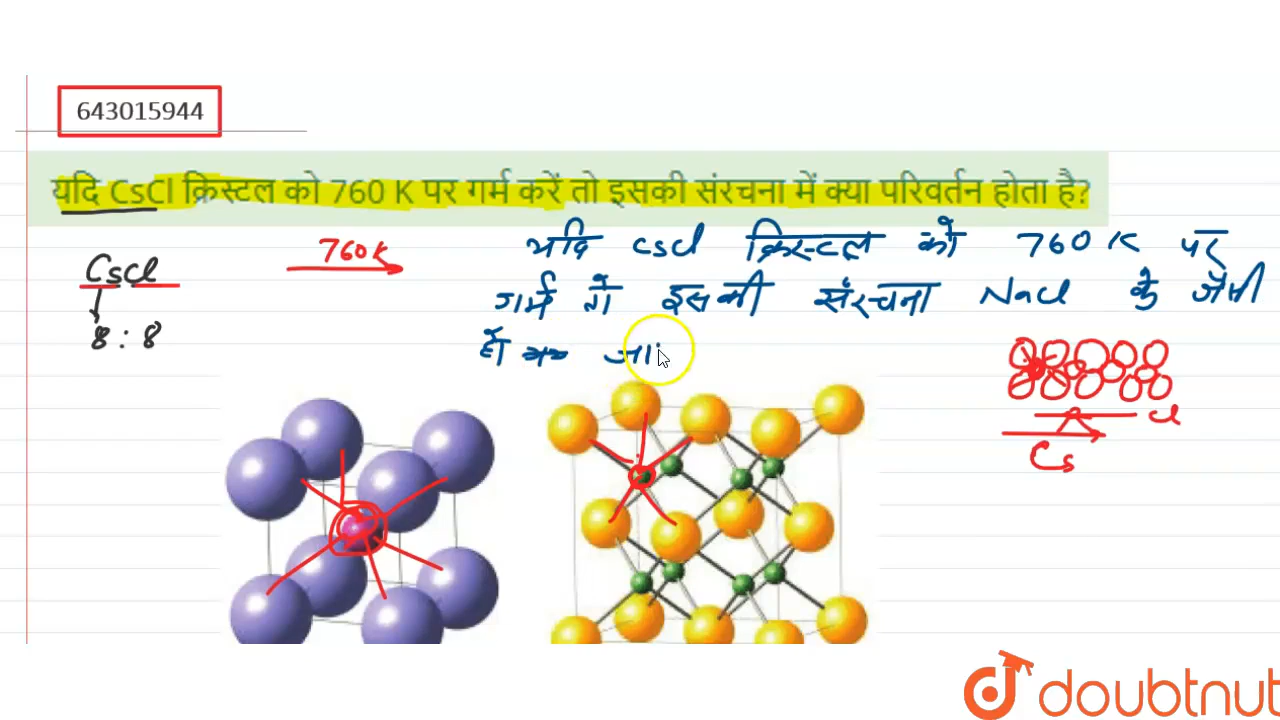 643015944
यदि CsCl क्रिस्टल को 760 K पर गर्म करें तो इसकी संरचना में क्या परिवर्तन होता है?
CsCl
760K
8 : 8
यदि CsCl क्रिस्टल को 760 K पर
गर्म तो इसकी संरचना NaCl के जैसी
हो जा
Cl
Cs
doubtnut